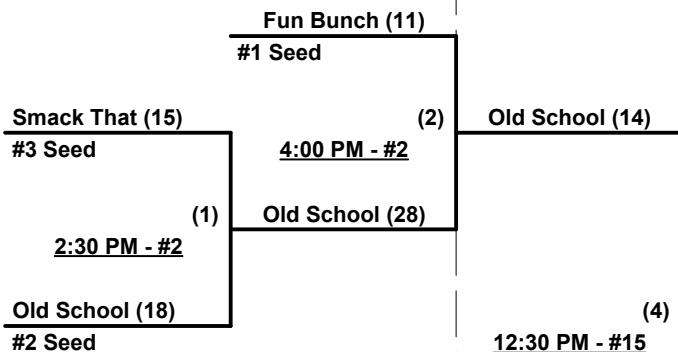 Fun Bunch (11)
#1 Seed
Smack That (15)
(2)
Old School (14)
#3 Seed
4:00 PM - #2
(1)
Old School (28)
2:30 PM - #2
Old School (18)
(4)
#2 Seed
12:30 PM - #15